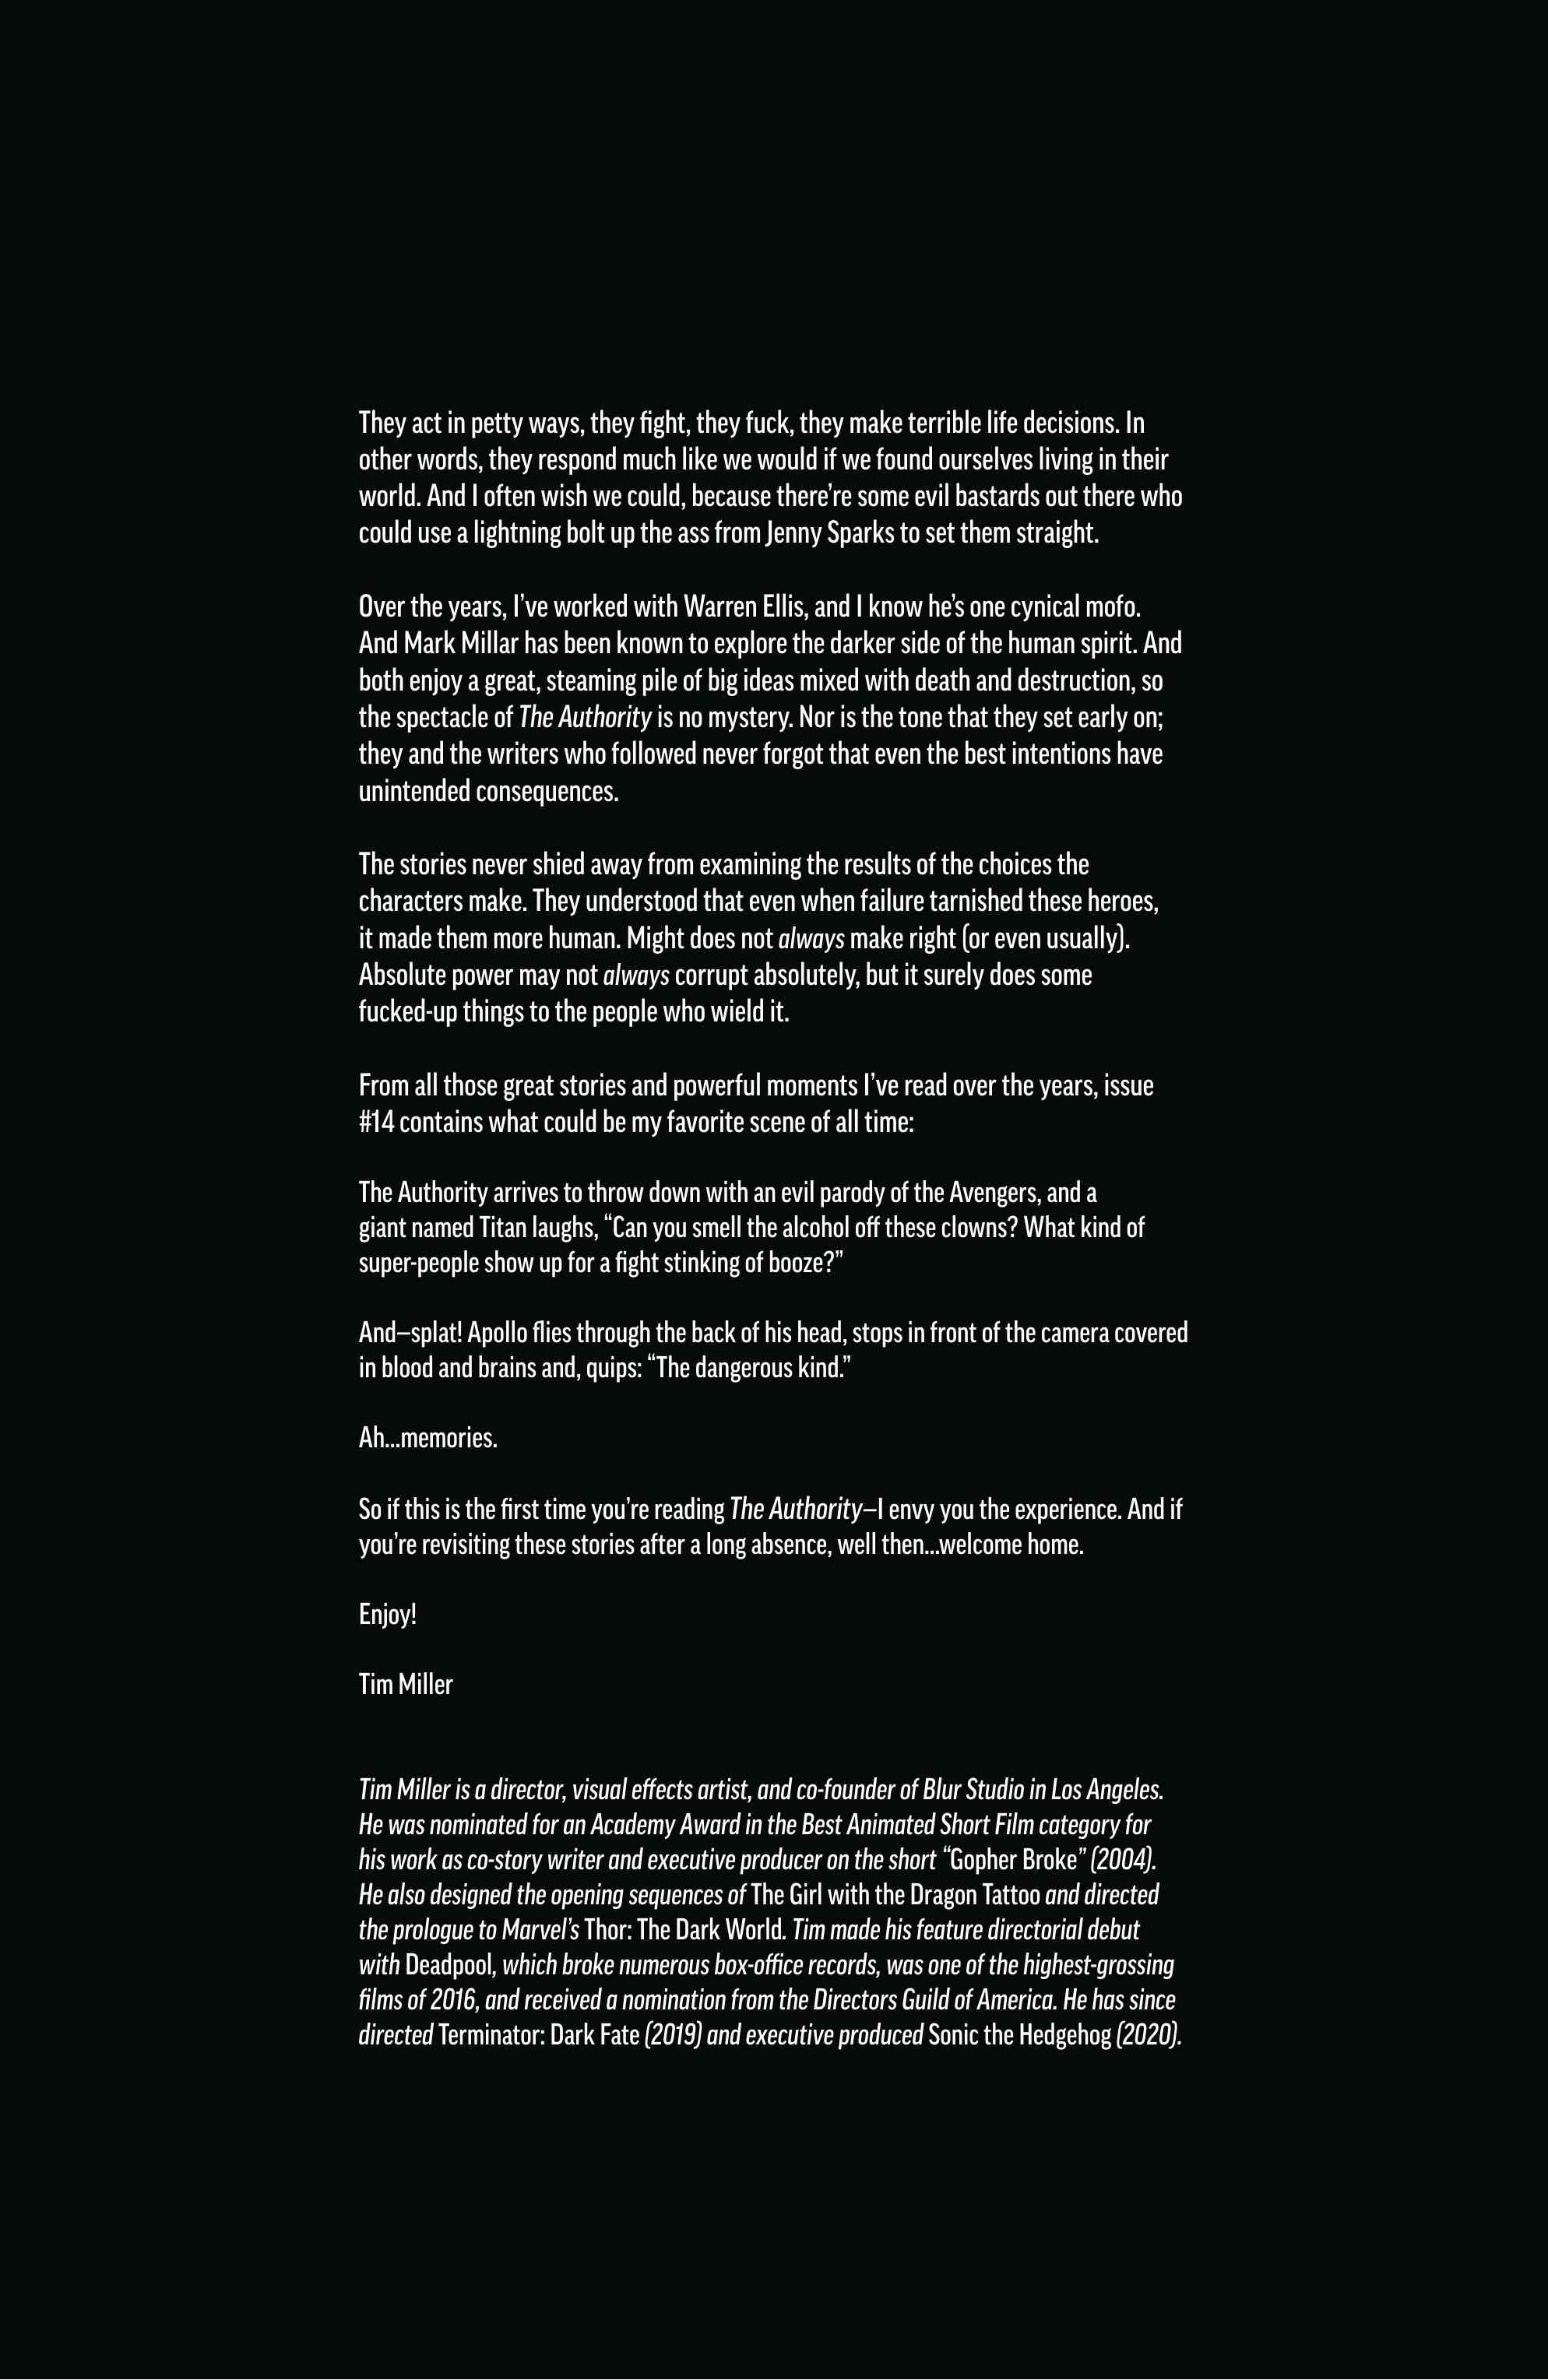 They act in petty ways, they fight, they fuck, they make terrible life decisions. In
other words, they respond much like we would if we found ourselves living in their
world. And I often wish we could, because there’re some evil bastards out there who
could use a lightning bolt up the ass from Jenny Sparks to set them straight.
Over the years, I’ve worked with Warren Ellis, and I know he’s one cynical mofo.
And Mark Millar has been known to explore the darker side of the human spirit. And
both enjoy a great, steaming pile of big ideas mixed with death and destruction, so
the spectacle of The Authority is no mystery. Nor is the tone that they set early on;
they and the writers who followed never forgot that even the best intentions have
unintended consequences.
The stories never shied away from examining the results of the choices the
characters make. They understood that even when failure tarnished these heroes,
it made them more human. Might does not always make right (or even usually).
Absolute power may not always corrupt absolutely, but it surely does some
fucked-up things to the people who wield it.
From all those great stories and powerful moments I’ve read over the years, issue
#14 contains what could be my favorite scene of all time:
The Authority arrives to throw down with an evil parody of the Avengers, and a
giant named Titan laughs, “Can you smell the alcohol off these clowns? What kind of
super-people show up for a fight stinking of booze?”
And—splat! Apollo flies through the back of his head, stops in front of the camera covered
in blood and brains and, quips: “The dangerous kind.”
Ah...memories.
So if this is the first time you’re reading The Authority—I envy you the experience. And if
you’re revisiting these stories after a long absence, well then...welcome home.
Enjoy!
Tim Miller
Tim Miller is a director, visual effects artist, and co-founder of Blur Studio in Los Angeles.
He was nominated for an Academy Award in the Best Animated Short Film category for
his work as co-story writer and executive producer on the short “Gopher Broke” (2004).
He also designed the opening sequences of The Girl with the Dragon Tattoo and directed
the prologue to Marvel’s Thor: The Dark World. Tim made his feature directorial debut
with Deadpool, which broke numerous box-office records, was one of the highest-grossing
films of 2016, and received a nomination from the Directors Guild of America. He has since
directed Terminator: Dark Fate (2019) and executive produced Sonic the Hedgehog (2020).